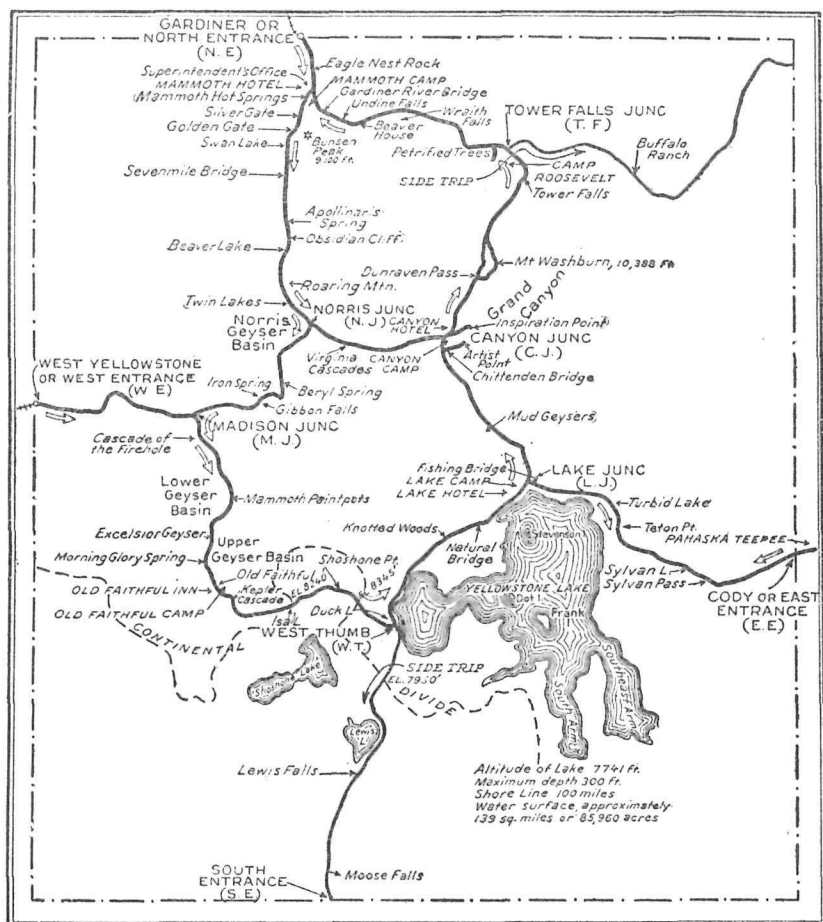 GARDINER OR
NORTH ENTRANCE
(N.E)
Eagle Nest Rock
Superintendent's Office
MAMMOTH CAMP
MAMMOTH HOTEL
Gardiner River Bridge
Mammoth Hot Springs
Undine Falls
Silver Gate
Wraith
Falls
TOWER FALLS JUNC
(T.F)
Golden Gate
Beaver
House
Swan Lake
Bunsen
Peak
9100 ft.
Petrified Trees
Buffalo
Ranch
CAMP
ROOSEVELT
Sevenmile Bridge
SIDE TRIP
Tower Falls
Apollinaris
Spring
Obsidian Cliff
Beaver Lake
Mt Washburn, 10,388 Ft
Dunraven Pass
Roaring Mtn.
Grand
Canyon
Twin Lakes
NORRIS JUNC
(N.J)
CANYON
HOTEL
Inspiration Point
Norris
Geyser
Basin
CANYON JUNC
(C.J.)
Virginia
Cascades
CANYON
CAMP
Artist
Point
Chittenden Bridge
WEST YELLOWSTONE
OR WEST ENTRANCE
(W E)
Iron Spring
Beryl Spring
Gibbon Falls
MADISON JUNC
(M.J.)
Mud Geysers
Cascade of
the Firehole
Fishing Bridge
LAKE JUNC
(L.J)
Lower
Geyser
Basin
LAKE CAMP
LAKE HOTEL
Mammoth Paintpots
Turbid Lake
Teton Pt.
PAHASKA TEEPEE
Excelsior Geyser
Knotted Woods
Upper
Geyser Basin
Stevenson
Natural
Bridge
Morning Glory Spring
Shoshone Pt.
Sylvan L.
Sylvan Pass
Old Faithful
EL 8240'
8345'
OLD FAITHFUL INN
Kepler
Cascade
YELLOWSTONE LAKE
Dot I
CODY OR EAST
ENTRANCE
(E.E)
OLD FAITHFUL CAMP
Isa L
Duck L
Frank
WEST THUMB
(W.T.)
CONTINENTAL
DIVIDE
SIDE TRIP
EL. 7950'
Shoshone Lake
Southeast Arm
South Arm
Lewis
L
Lewis Falls
Altitude of Lake 7741 ft.
Maximum depth 300 ft.
Shore Line 100 miles
Water surface, approximately
139 sq. miles or 85,960 acres
SOUTH
ENTRANCE
(S.E)
Moose Falls